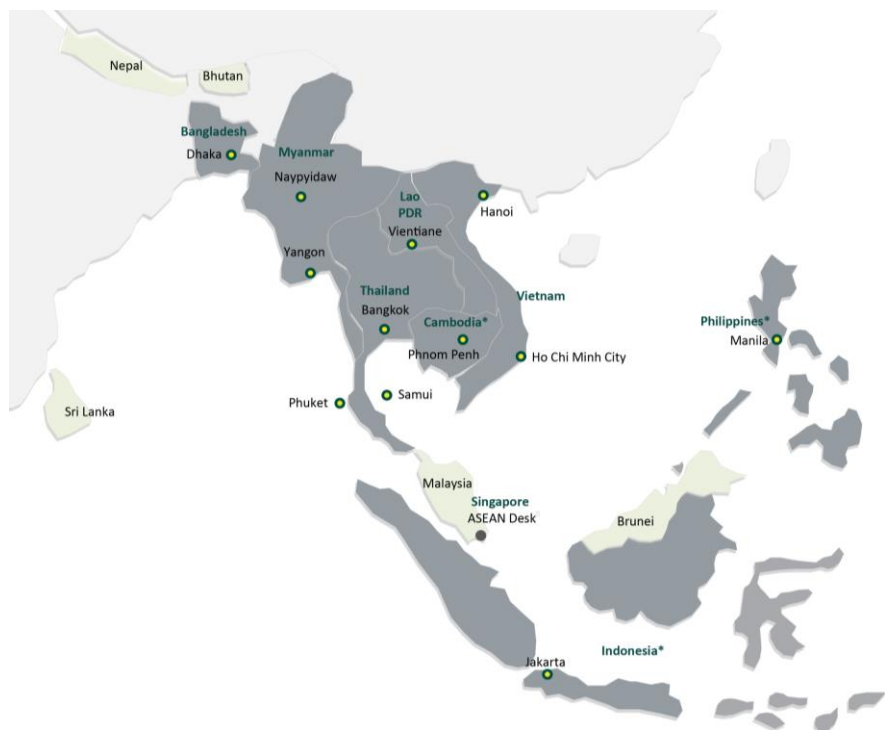 Nepal
Bhutan
Bangladesh
Dhaka
Myanmar
Naypyidaw
Lao
PDR
Vientiane
Hanoi
Yangon
Thailand
Bangkok
Vietnam
Cambodia*
Phnom Penh
Ho Chi Minh City
Philippines*
Manila
Phuket
Samui
Sri Lanka
Malaysia
Singapore
ASEAN Desk
Brunei
Indonesia*
Jakarta